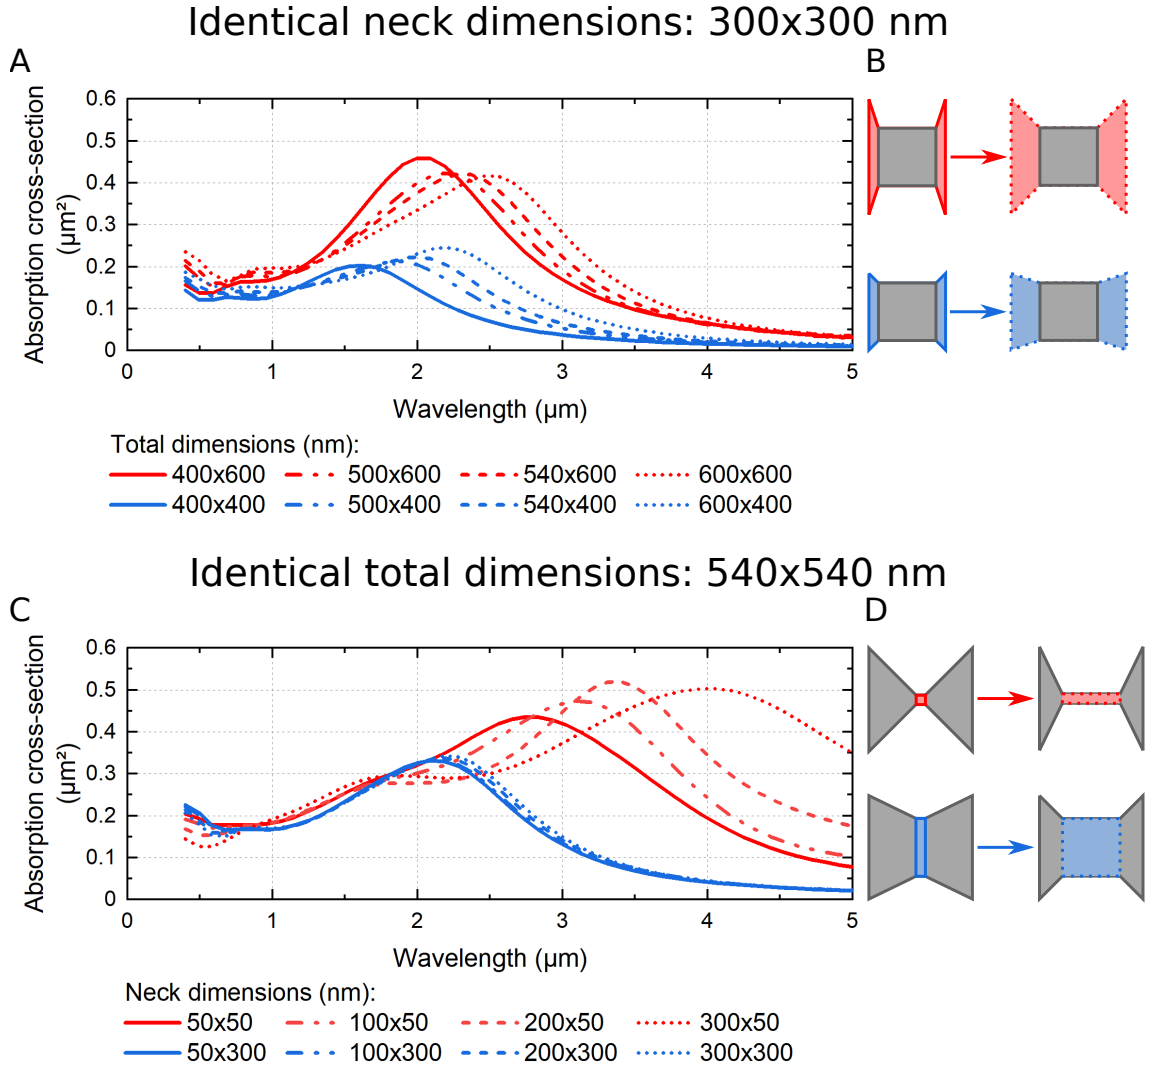 Identical neck dimensions: 300x300 nm
A
B
Absorption cross-section
(µm²)
0.6
0.5
0.4
0.3
0.2
0.1
0
0 1 2 3 4 5
Wavelength (µm)
Total dimensions (nm):
400x600 500x600 540x600 600x600
400x400 500x400 540x400 600x400
Identical total dimensions: 540x540 nm
C
D
Absorption cross-section
(µm²)
0.6
0.5
0.4
0.3
0.2
0.1
0
0 1 2 3 4 5
Wavelength (µm)
Neck dimensions (nm):
50x50 100x50 200x50 300x50
50x300 100x300 200x300 300x300